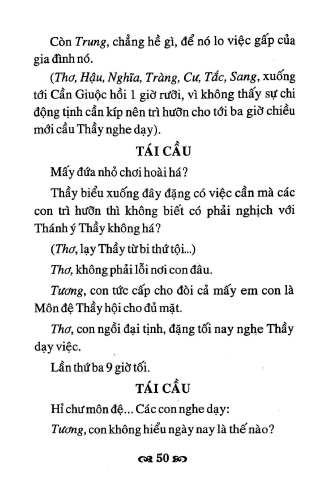 Còn Trung, chẳng hề gì, để nó lo việc gấp của
gia đình nó.
(Thơ, Hậu, Nghĩa, Tràng, Cư, Tắc, Sang, xuống
tới Cần Giuộc hồi 1 giờ rưỡi, vì không thấy sự chi
động tịnh cần kíp nên trì huỡn cho tới ba giờ chiều
mới cầu Thầy nghe dạy).
TÁI CẦU
Mấy đứa nhỏ chơi hoài há?
Thầy biểu xuống đây đặng có việc cần mà các
con trì huỡn thì không biết có phải nghịch với
Thánh ý Thầy không há?
(Thơ, lạy Thầy từ bi thứ tội...)
Thơ, không phải lỗi nơi con đâu.
Tương, con tức cấp cho đòi cả mấy em con là
Môn đệ Thầy hội cho đủ mặt.
Thơ, con ngồi đại tịnh, đặng tối nay nghe Thầy
dạy việc.
Lần thứ ba 9 giờ tối.
TÁI CẦU
Hỉ chư môn đệ... Các con nghe dạy:
Tương, con không hiểu ngày nay là thế nào?
50